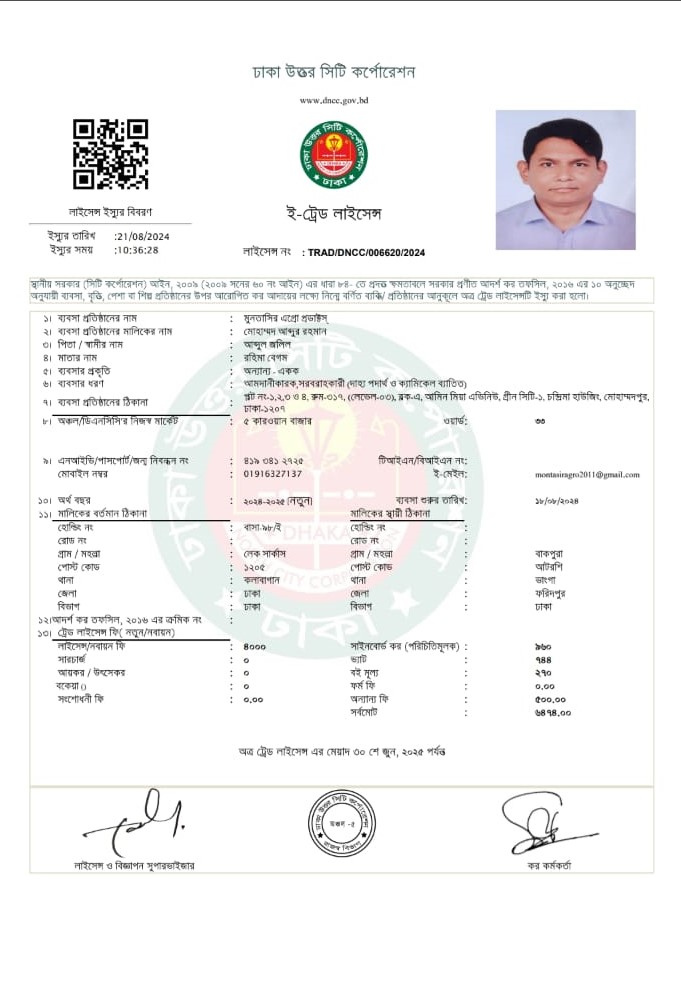 ঢাকা উত্তর সিটি কর্পোরেশন
www.dncc.gov.bd
ঢাকা উত্তর সিটি কর্পোরেশন
ঢাকা
লাইসেন্স ইস্যুর বিবরণ
ই-ট্রেড লাইসেন্স
ইস্যুর তারিখ :21/08/2024
ইস্যুর সময় :10:36:28
লাইসেন্স নং : TRAD/DNCC/006620/2024
স্থানীয় সরকার (সিটি কর্পোরেশন) আইন, ২০০৯ (২০০৯ সনের ৬০ নং আইন) এর ধারা ৮৪- তে প্রদত্ত ক্ষমতাবলে সরকার প্রণীত আদর্শ কর তফসিল, ২০১৬ এর ১০ অনুচ্ছেদ
অনুযায়ী ব্যবসা, বৃত্তি, পেশা বা শিল্প প্রতিষ্ঠানের উপর আরোপিত কর আদায়ের লক্ষ্যে নিম্নে বর্ণিত ব্যক্তি/ প্রতিষ্ঠানের অনুকূলে অত্র ট্রেড লাইসেন্সটি ইস্যু করা হলো।
১। ব্যবসা প্রতিষ্ঠানের নাম : মুনতাসির এগ্রো প্রডাক্টস্
২। ব্যবসা প্রতিষ্ঠানের মালিকের নাম : মোহাম্মদ আব্দুর রহমান
৩। পিতা / স্বামীর নাম : আব্দুল জলিল
৪। মাতার নাম : রহিমা বেগম
৫। ব্যবসার প্রকৃতি : অন্যান্য - একক
৬। ব্যবসার ধরণ : আমদানীকারক,সরবরাহকারী (দাহ্য পদার্থ ও ক্যামিকেল ব্যাতিত)
৭। ব্যবসা প্রতিষ্ঠানের ঠিকানা : প্লট নং-১,২,৩ ও ৪, রুম-৩১৭, (লেভেল-০৩), ব্লক-এ, আমিন মিয়া এভিনিউ, গ্রীন সিটি-১, চন্দ্রিমা হাউজিং, মোহাম্মদপুর,
ঢাকা-১২০৭
৮। অঞ্চল/ডিএনসিসি'র নিজস্ব মার্কেট : ৫ কারওয়ান বাজার ওয়ার্ড: ৩৩
৯। এনআইডি/পাসপোর্ট/জন্ম নিবন্ধন নং : ৪১৯ ৩৪১ ২৭২৫ টিআইএন/বিআইএন নং:
মোবাইল নম্বর : 01916327137 ই-মেইল: montasiragro2011@gmail.com
১০। অর্থ বছর : ২০২৪-২০২৫ (নতুন) ব্যবসা শুরুর তারিখ: ১৮/০৮/২০২৪
১১। মালিকের বর্তমান ঠিকানা : মালিকের স্থায়ী ঠিকানা
হোল্ডিং নং : বাসা-৯৮/ই হোল্ডিং নং :
রোড নং : রোড নং :
গ্রাম / মহল্লা : লেক সার্কাস গ্রাম / মহল্লা : বাকপুরা
পোস্ট কোড : ১২০৫ পোস্ট কোড : আটরশি
থানা : কলাবাগান থানা : ভাংগা
জেলা : ঢাকা জেলা : ফরিদপুর
বিভাগ : ঢাকা বিভাগ : ঢাকা
১২।আদর্শ কর তফসিল, ২০১৬ এর ক্রমিক নং :
১৩। ট্রেড লাইসেন্স ফি( নতুন/নবায়ন)
লাইসেন্স/নবায়ন ফি : ৪০০০ সাইনবোর্ড কর (পরিচিতিমূলক) : ৯৬০
সারচার্জ : ০ ভ্যাট : ৭৪৪
আয়কর / উৎসেকর : ০ বই মূল্য : ২৭০
বকেয়া () : ০ ফর্ম ফি : ০.০০
সংশোধনী ফি : ০.০০ অন্যান্য ফি : ৫০০.০০
সর্বমোট : ৬৪৭৪.০০
অত্র ট্রেড লাইসেন্স এর মেয়াদ ৩০ শে জুন, ২০২৫ পর্যন্ত
ঢাকা উত্তর সিটি কর্পোরেশন
অঞ্চল -৫
রাজস্ব বিভাগ
লাইসেন্স ও বিজ্ঞাপন সুপারভাইজার
কর কর্মকর্তা